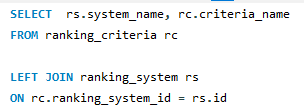 SELECT  rs.system_name, rc.criteria_name
FROM ranking_criteria rc
LEFT JOIN ranking_system rs
ON rc.ranking_system_id = rs.id